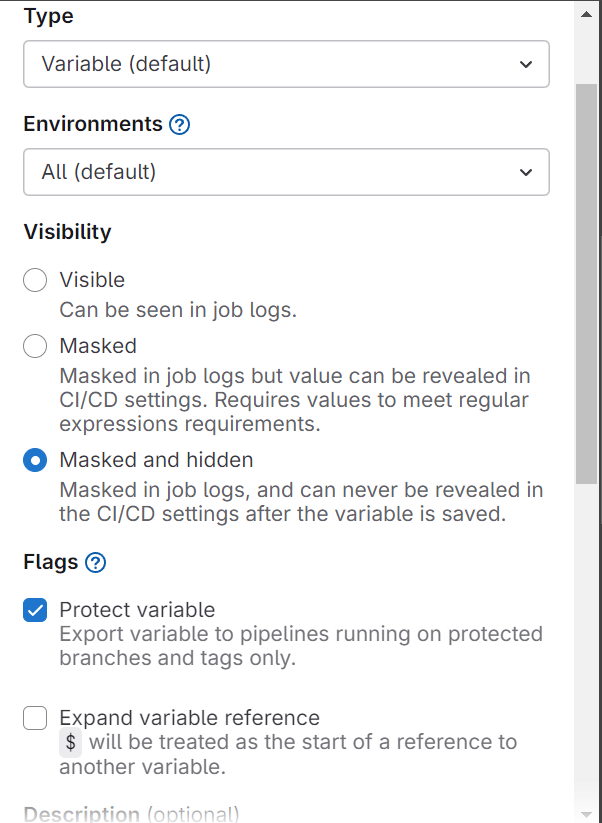 Type
Variable (default)
Environments ?
All (default)
Visibility
Visible
Can be seen in job logs.
Masked
Masked in job logs but value can be revealed in
CI/CD settings. Requires values to meet regular
expressions requirements.
Masked and hidden
Masked in job logs, and can never be revealed in
the CI/CD settings after the variable is saved.
Flags ?
Protect variable
Export variable to pipelines running on protected
branches and tags only.
Expand variable reference
$ will be treated as the start of a reference to
another variable.
Description (optional)